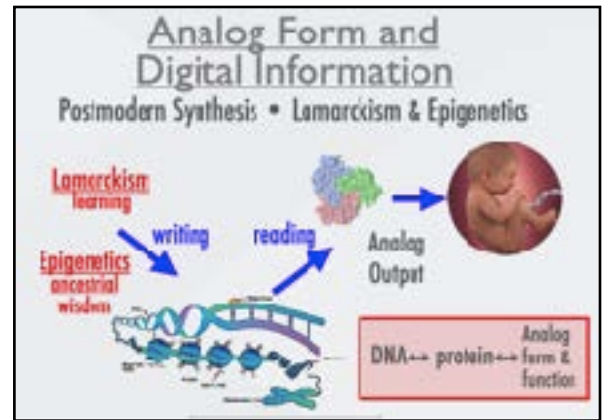 Analog Form and
Digital Information
Postmodern Synthesis • Lamarckism & Epigenetics
Lamarckism
learning
writing
reading
Epigenetics
ancestrial
wisdom
Analog
Output
DNA↔ protein↔
Analog
form &
function